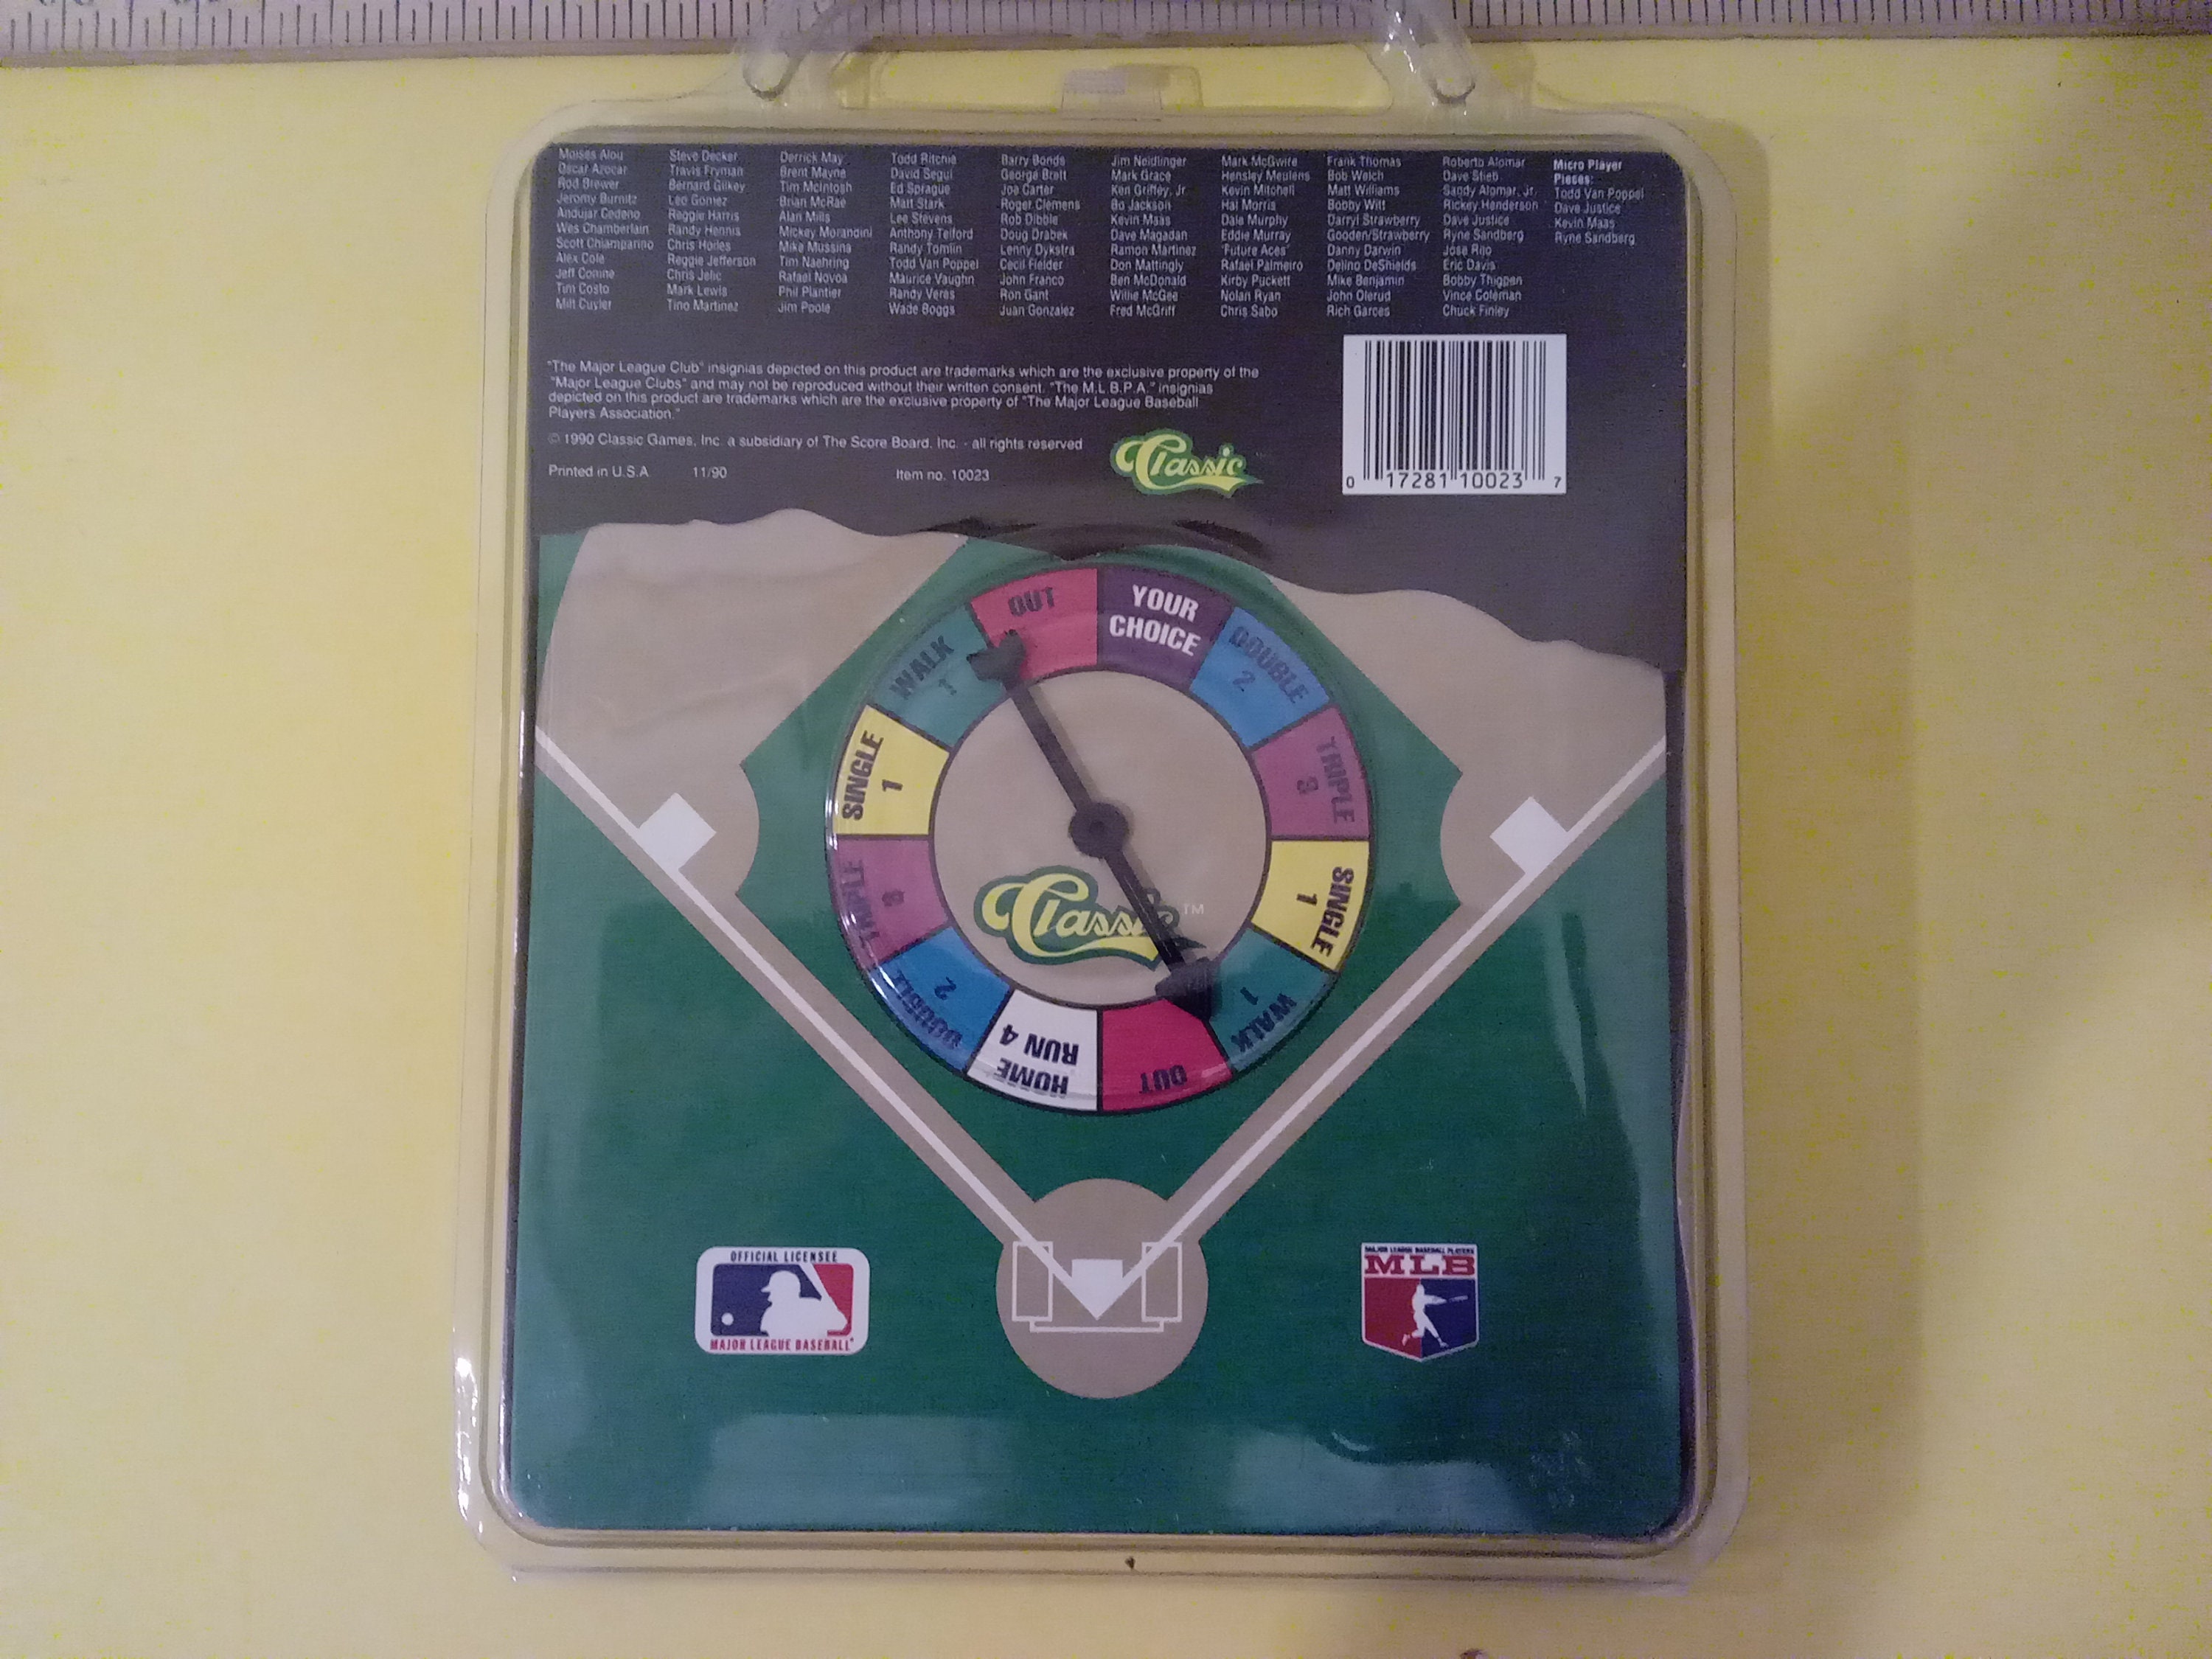 Moises Alou
Oscar Azocar
Rod Brewer
Jeromy Burnitz
Andujar Cedeno
Wes Chamberlain
Scott Chiamparino
Alex Cole
Jeff Conine
Tim Costo
Milt Cuyler
Steve Decker
Travis Fryman
Bernard Gilkey
Leo Gomez
Reggie Harris
Randy Hennis
Chris Hoiles
Reggie Jefferson
Chris Jelic
Mark Lewis
Tino Martinez
Derrick May
Brent Mayne
Tim McIntosh
Brian McRae
Alan Mills
Mickey Morandini
Mike Mussina
Tim Naehring
Rafael Novoa
Phil Plantier
Jim Poole
Todd Ritchie
David Segui
Ed Sprague
Matt Stark
Lee Stevens
Anthony Telford
Randy Tomlin
Todd Van Poppel
Maurice Vaughn
Randy Veres
Wade Boggs
Barry Bonds
George Brett
Joe Carter
Roger Clemens
Rob Dibble
Doug Drabek
Lenny Dykstra
Cecil Fielder
John Franco
Ron Gant
Juan Gonzalez
Jim Neidlinger
Mark Grace
Ken Griffey, Jr.
Bo Jackson
Kevin Maas
Dave Magadan
Ramon Martinez
Don Mattingly
Ben McDonald
Willie McGee
Fred McGriff
Mark McGwire
Hensley Meulens
Kevin Mitchell
Hal Morris
Dale Murphy
Eddie Murray
"Future Aces"
Rafael Palmeiro
Kirby Puckett
Nolan Ryan
Chris Sabo
Frank Thomas
Bob Welch
Matt Williams
Bobby Witt
Darryl Strawberry
Gooden/Strawberry
Danny Darwin
Delino DeShields
Mike Benjamin
John Olerud
Rich Garces
Roberto Alomar
Dave Stieb
Sandy Alomar, Jr.
Rickey Henderson
Dave Justice
Ryne Sandberg
Jose Rijo
Eric Davis
Bobby Thigpen
Vince Coleman
Chuck Finley
Micro Player
Pieces:
Todd Van Poppel
Dave Justice
Kevin Maas
Ryne Sandberg
"The Major League Club" insignias depicted on this product are trademarks which are the exclusive property of the
"Major League Clubs" and may not be reproduced without their written consent. "The M.L.B.P.A." insignias
depicted on this product are trademarks which are the exclusive property of "The Major League Baseball
Players Association."
© 1990 Classic Games, Inc. a subsidiary of The Score Board, Inc. - all rights reserved
Printed in U.S.A. 11/90 Item no. 10023
Classic
0 17281 10023 7
OUT
YOUR
CHOICE
DOUBLE
2
TRIPLE
3
SINGLE
1
WALK
1
OUT
HOME
RUN 4
DOUBLE
2
TRIPLE
3
SINGLE
1
WALK
1
Classic™
OFFICIAL LICENSEE
MAJOR LEAGUE BASEBALL
MAJOR LEAGUE BASEBALL PLAYERS
MLB